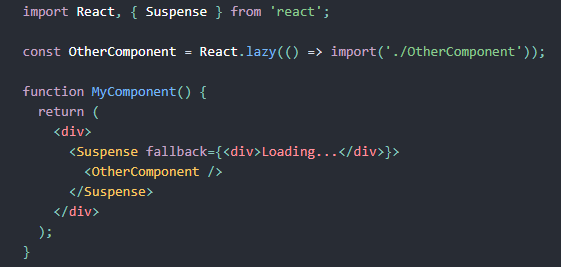 import React, { Suspense } from 'react';
const OtherComponent = React.lazy(() => import('./OtherComponent'));
function MyComponent() {
return (
<div>
<Suspense fallback={<div>Loading...</div>}>
<OtherComponent />
</Suspense>
</div>
);
}